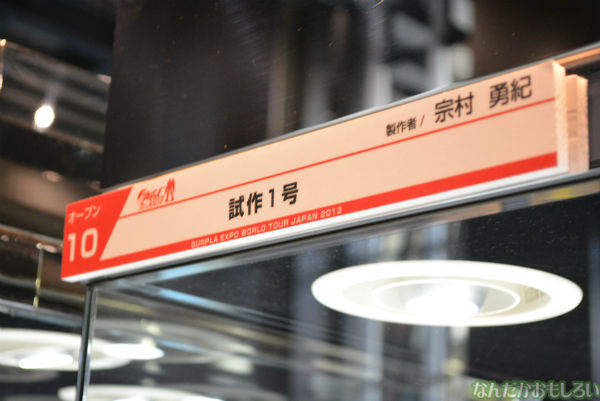 オープン
10
製作者/ 宗村 勇紀
試作1号
GUNPLA EXPO WORLD TOUR JAPAN 2013
なんだかおもしろい